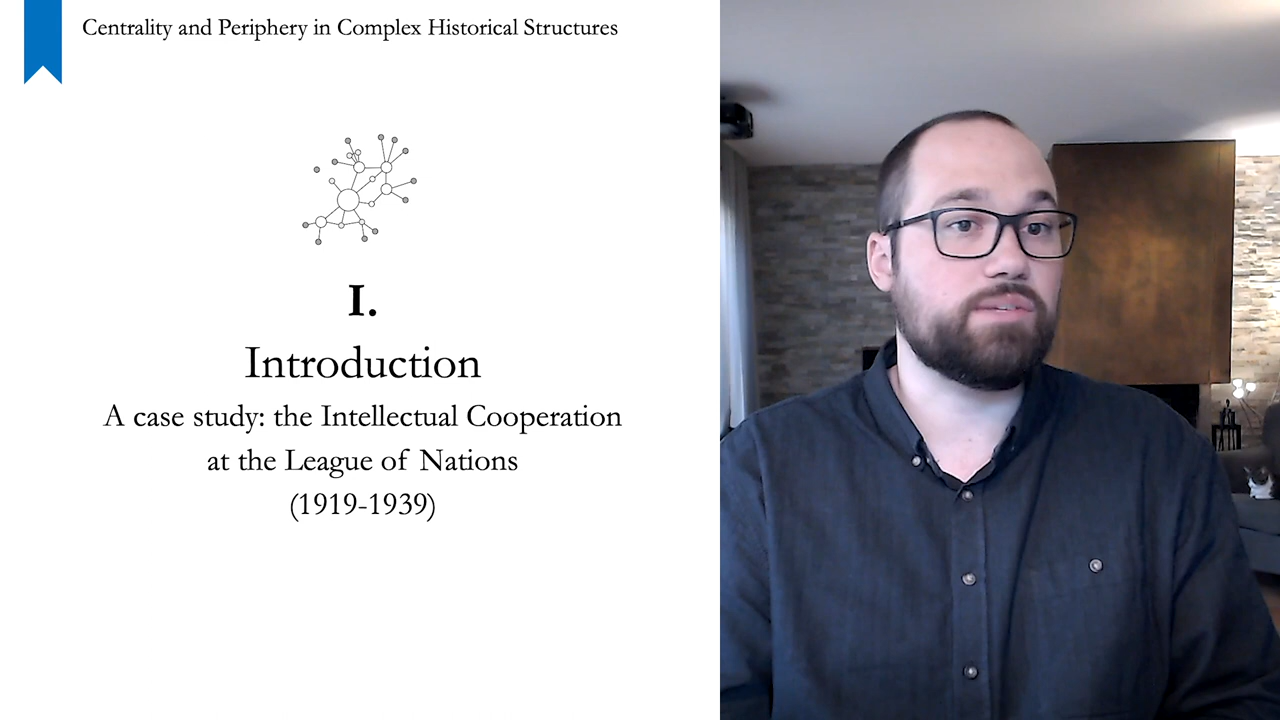 Centrality and Periphery in Complex Historical Structures
I.
Introduction
A case study: the Intellectual Cooperation
at the League of Nations
(1919-1939)